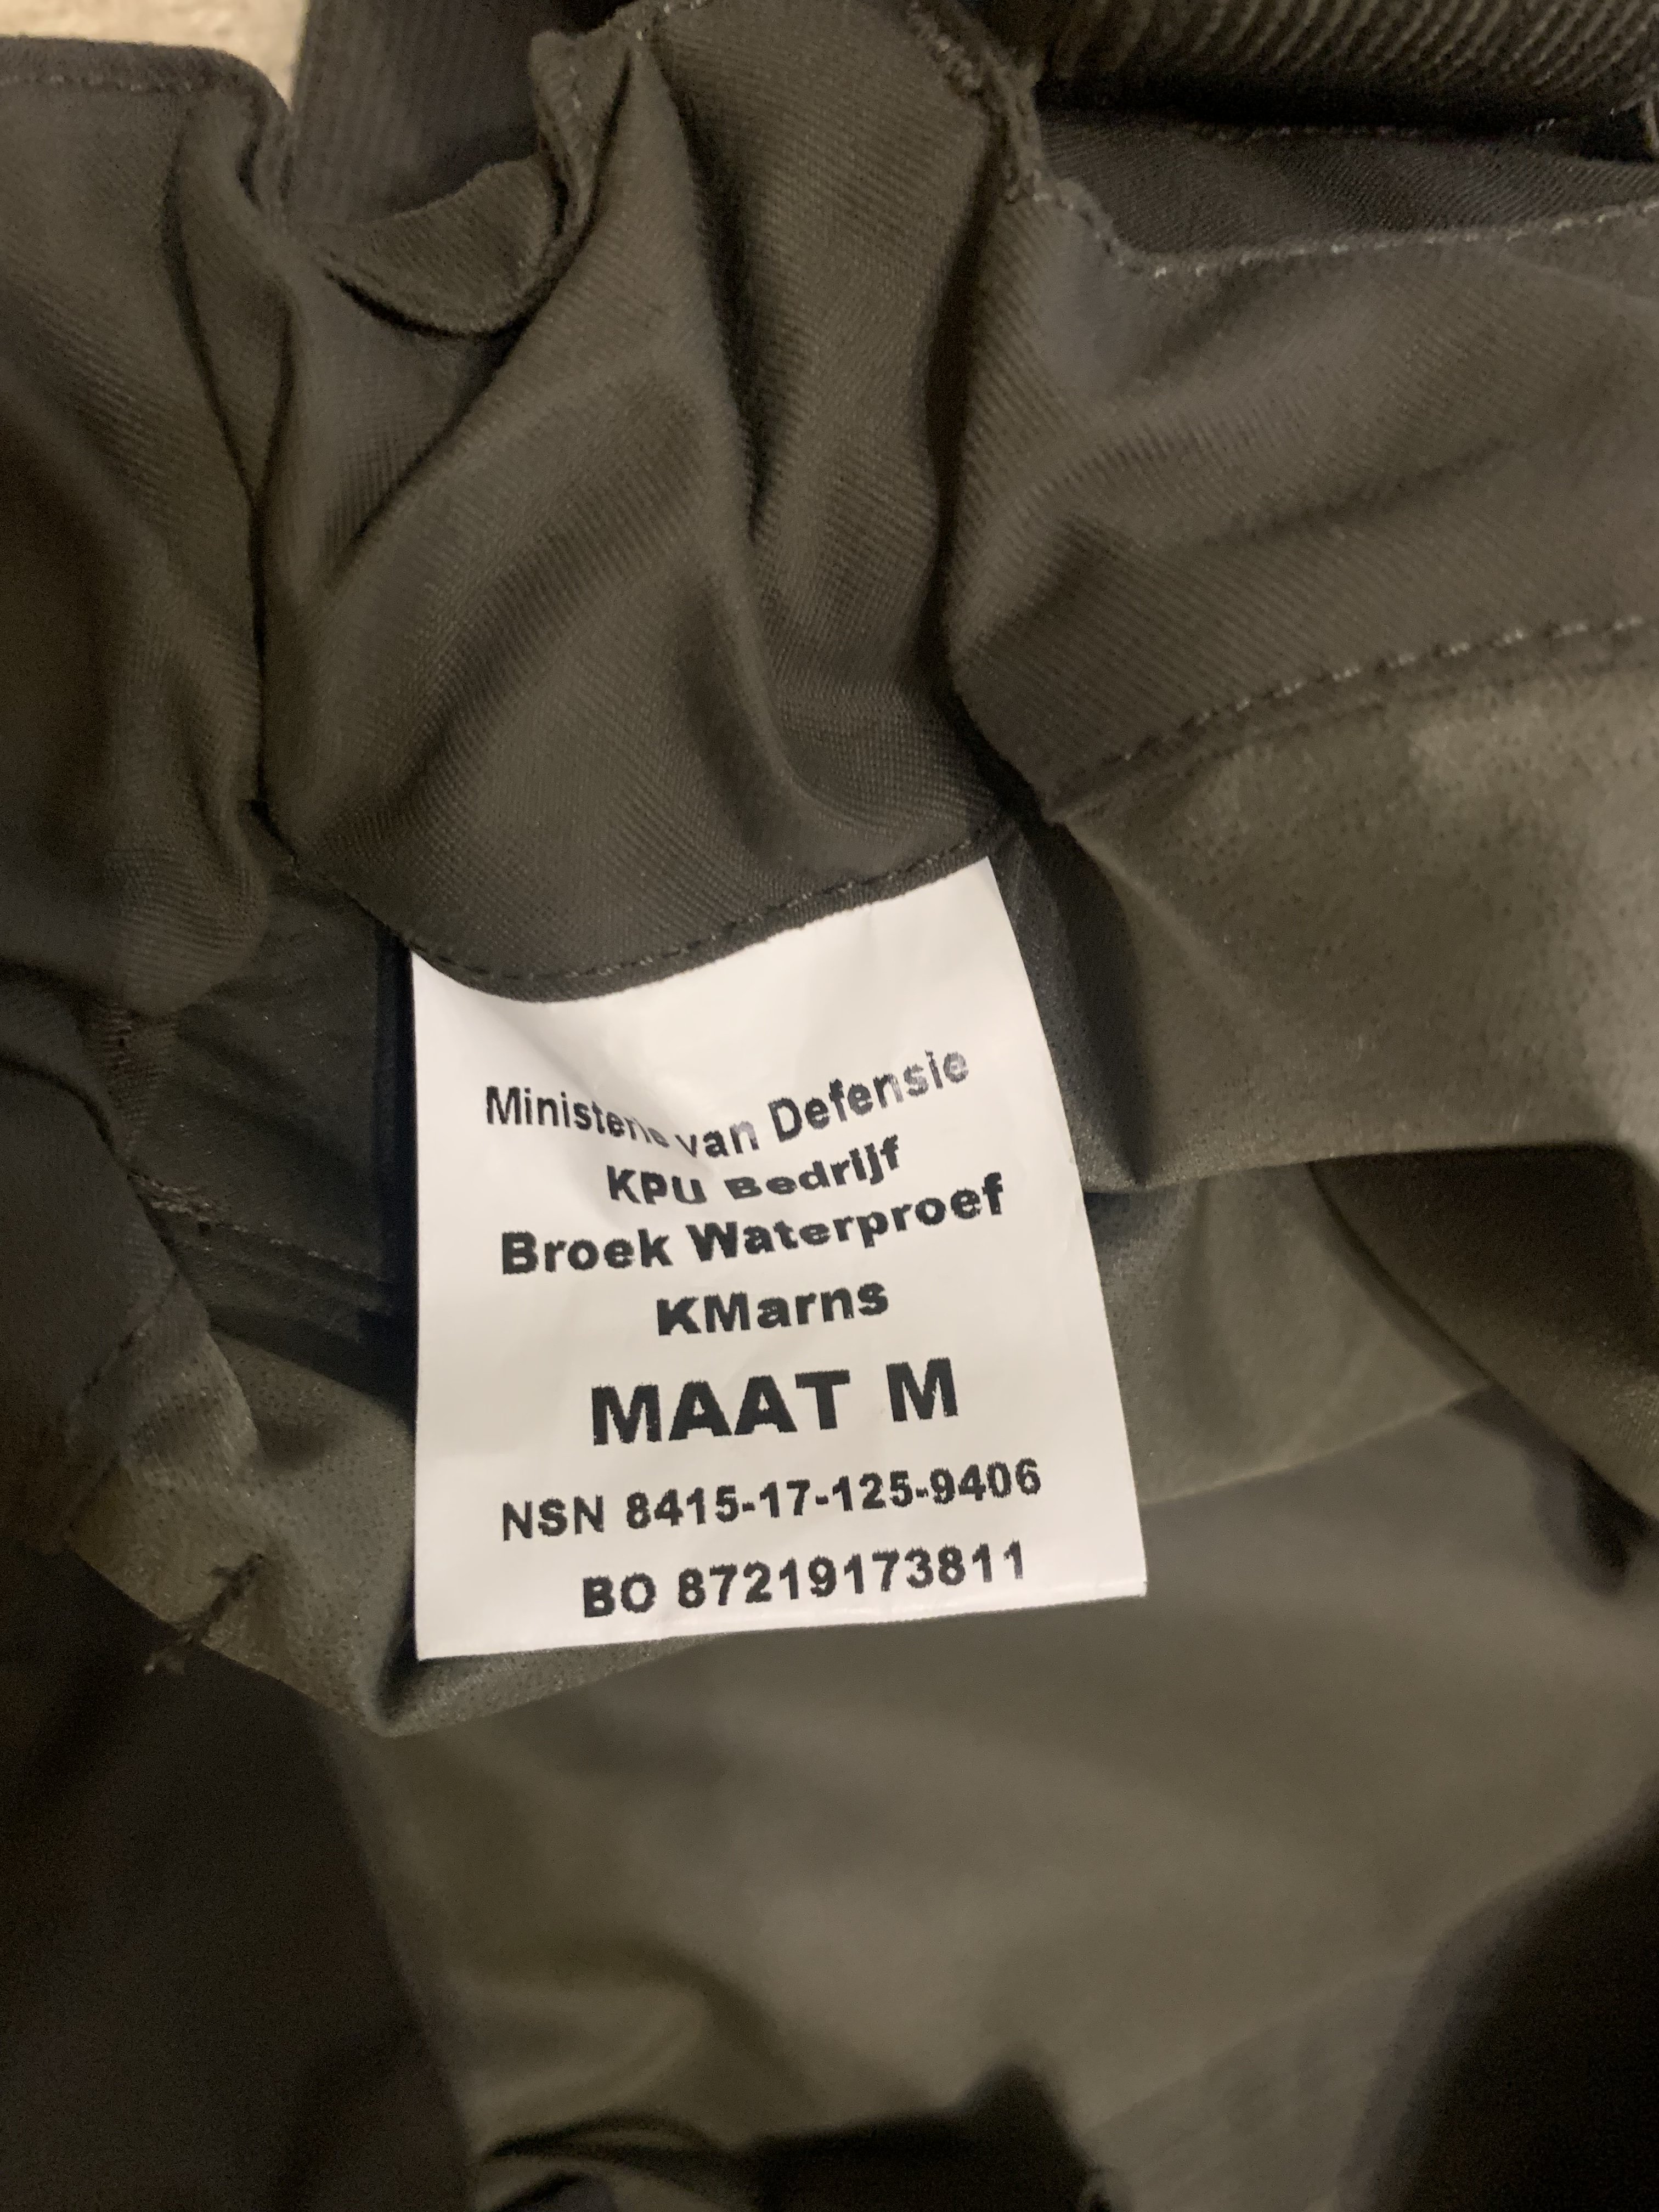 Ministerie van Defensie
KPU Bedrijf
Broek Waterproef
KMarns
MAAT M
NSN 8415-17-125-9406
BO 87219173811